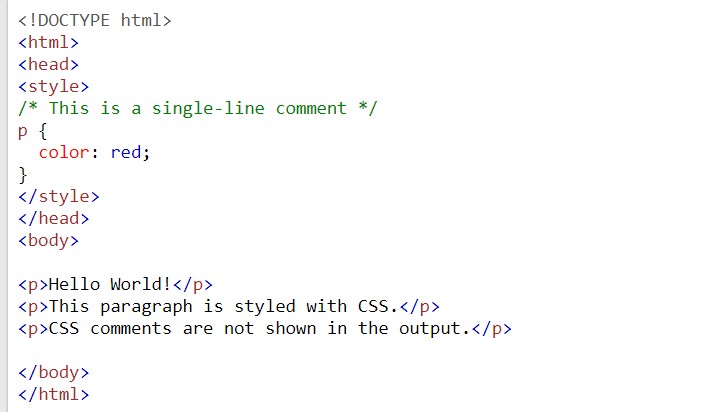 <!DOCTYPE html>
<html>
<head>
<style>
/* This is a single-line comment */
p {
  color: red;
}
</style>
</head>
<body>

<p>Hello World!</p>
<p>This paragraph is styled with CSS.</p>
<p>CSS comments are not shown in the output.</p>

</body>
</html>